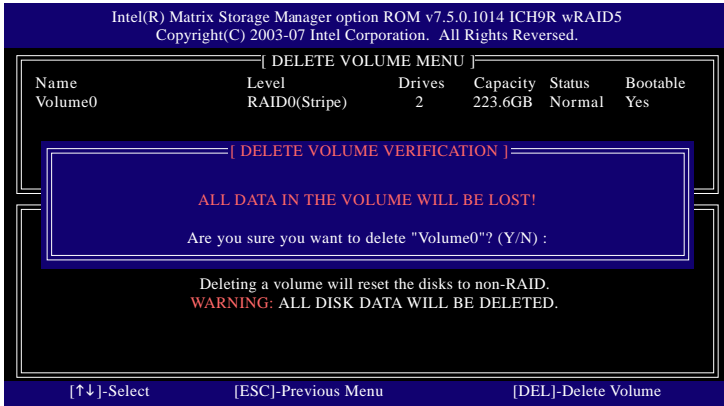 Intel(R) Matrix Storage Manager option ROM v7.5.0.1014 ICH9R wRAID5
Copyright(C) 2003-07 Intel Corporation. All Rights Reversed.
[ DELETE VOLUME MENU ]
Name Level Drives Capacity Status Bootable
Volume0 RAID0(Stripe) 2 223.6GB Normal Yes
[ DELETE VOLUME VERIFICATION ]
ALL DATA IN THE VOLUME WILL BE LOST!
Are you sure you want to delete "Volume0"? (Y/N) :
Deleting a volume will reset the disks to non-RAID.
WARNING: ALL DISK DATA WILL BE DELETED.
[↑↓]-Select [ESC]-Previous Menu [DEL]-Delete Volume